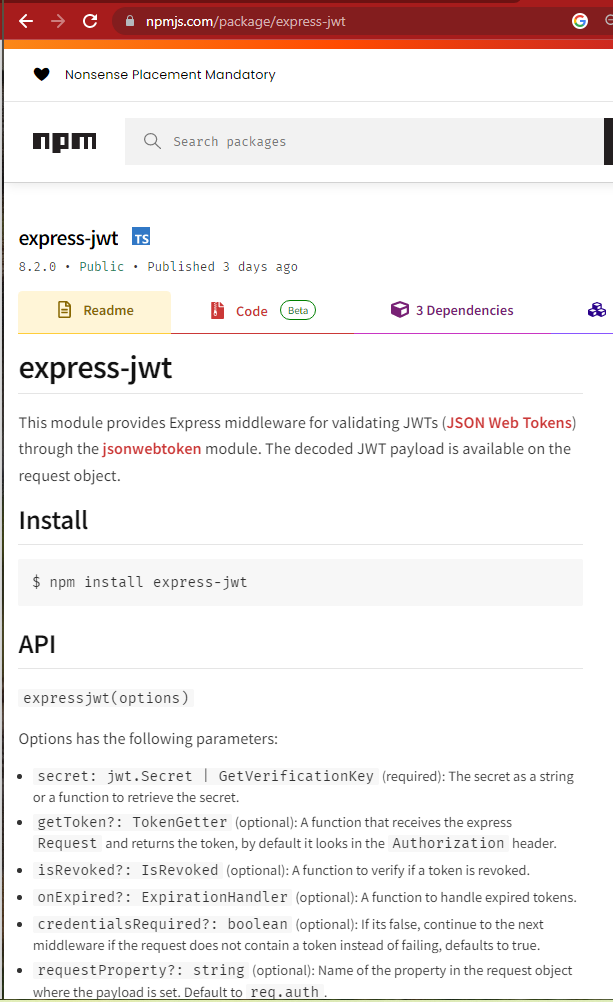 npmjs.com/package/express-jwt
Nonsense Placement Mandatory
npm
Search packages
express-jwt TS
8.2.0 • Public • Published 3 days ago
Readme
Code Beta
3 Dependencies
express-jwt
This module provides Express middleware for validating JWTs (JSON Web Tokens)
through the jsonwebtoken module. The decoded JWT payload is available on the
request object.
Install
$ npm install express-jwt
API
expressjwt(options)
Options has the following parameters:
• secret: jwt.Secret | GetVerificationKey (required): The secret as a string
or a function to retrieve the secret.
• getToken?: TokenGetter (optional): A function that receives the express
Request and returns the token, by default it looks in the Authorization header.
• isRevoked?: IsRevoked (optional): A function to verify if a token is revoked.
• onExpired?: ExpirationHandler (optional): A function to handle expired tokens.
• credentialsRequired?: boolean (optional): If its false, continue to the next
middleware if the request does not contain a token instead of failing, defaults to true.
• requestProperty?: string (optional): Name of the property in the request object
where the payload is set. Default to req.auth.